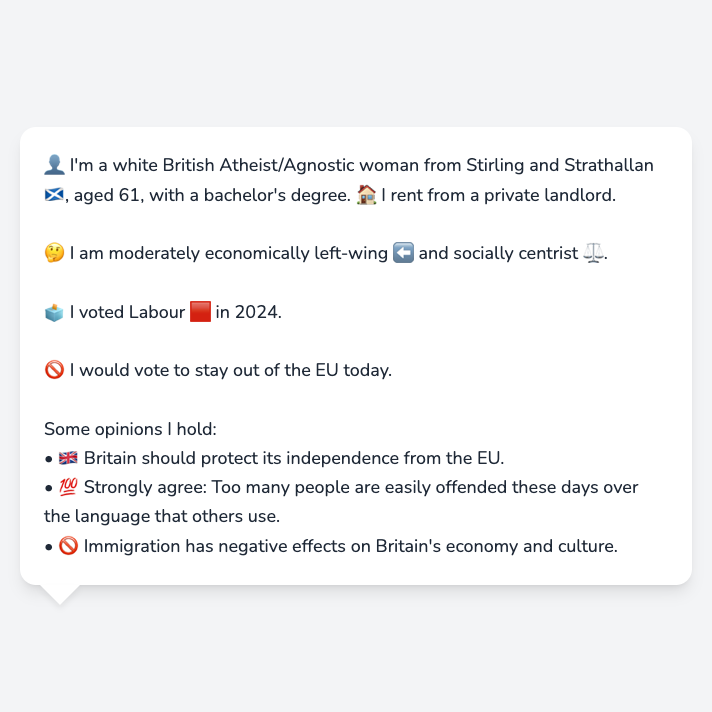 👤 I'm a white British Atheist/Agnostic woman from Stirling and Strathallan
🏴󠁧󠁢󠁳󠁣󠁴󠁿, aged 61, with a bachelor's degree. 🏠 I rent from a private landlord.
🤔 I am moderately economically left-wing ⬅️ and socially centrist ⚖️.
🗳️ I voted Labour 🟥 in 2024.
🚫 I would vote to stay out of the EU today.
Some opinions I hold:
• 🇬🇧 Britain should protect its independence from the EU.
• 💯 Strongly agree: Too many people are easily offended these days over
the language that others use.
• 🚫 Immigration has negative effects on Britain's economy and culture.